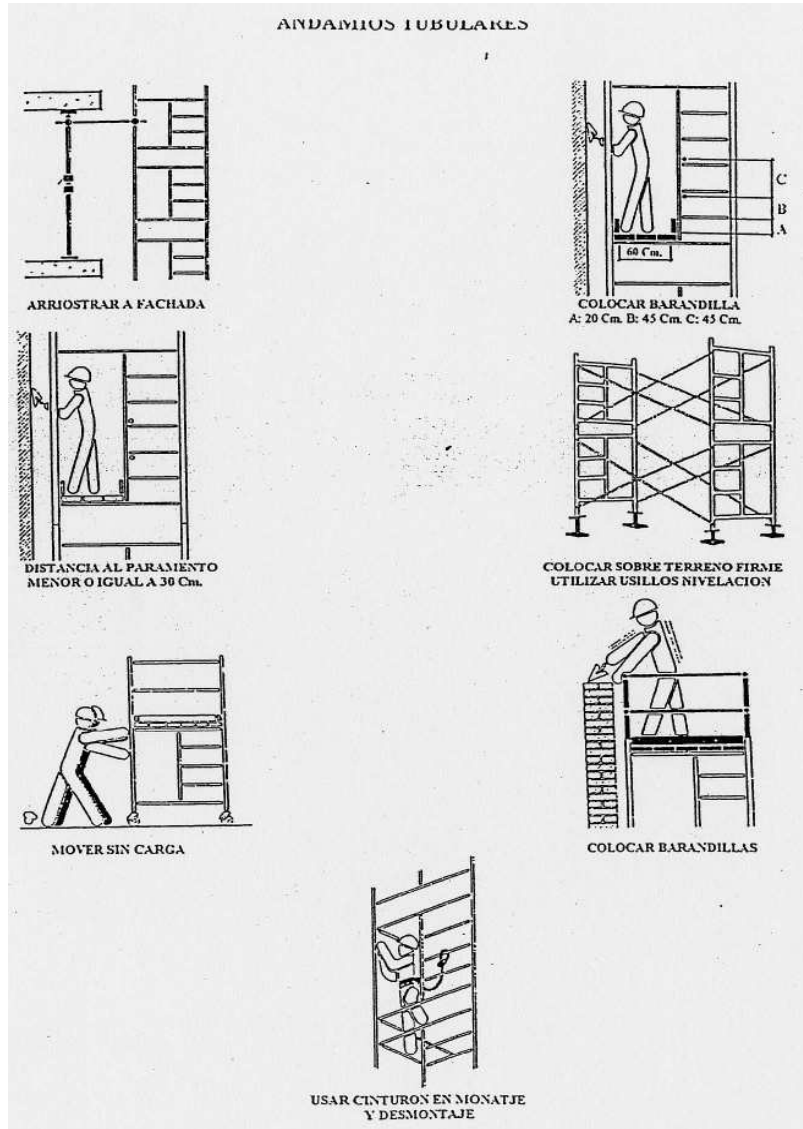 ANDAMIOS TUBULARES
ARRIOSTRAR A FACHADA
C
B
A
60 Cm.
COLOCAR BARANDILLA
A: 20 Cm. B: 45 Cm. C: 45 Cm.
DISTANCIA AL PARAMENTO
MENOR O IGUAL A 30 Cm.
COLOCAR SOBRE TERRENO FIRME
UTILIZAR USILLOS NIVELACION
MOVER SIN CARGA
COLOCAR BARANDILLAS
USAR CINTURON EN MONATJE
Y DESMONTAJE